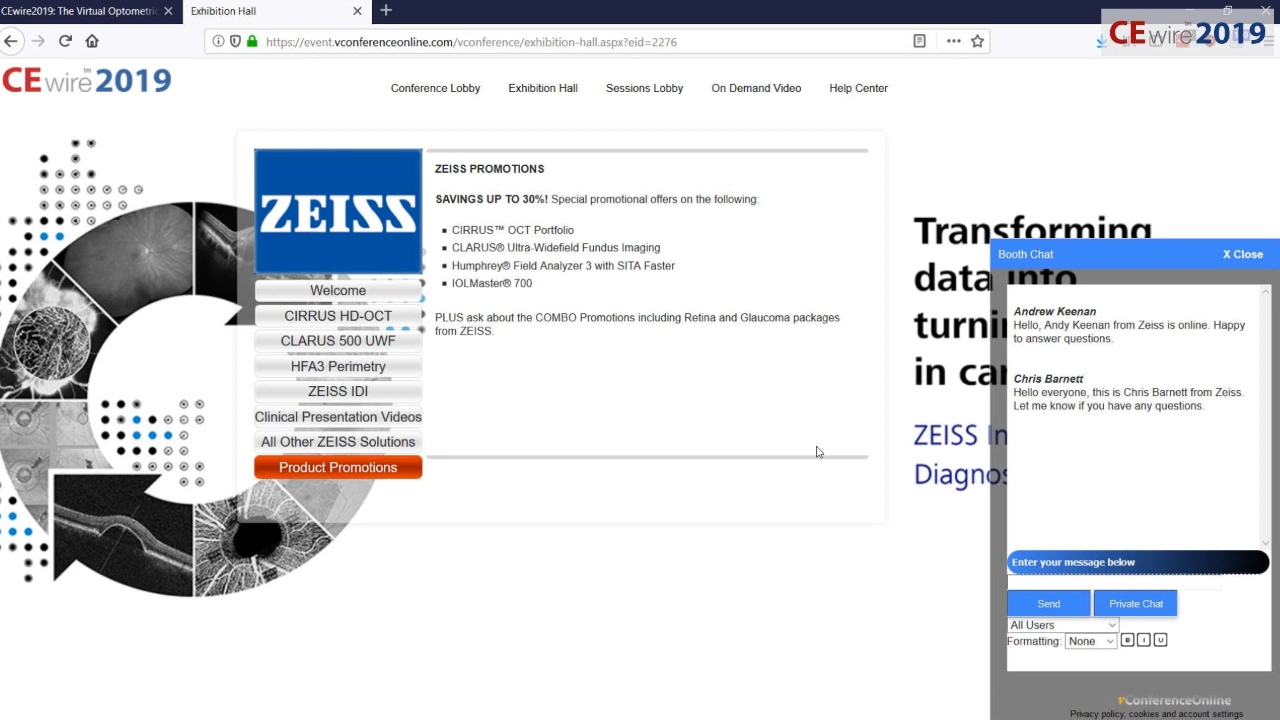 CEwire2019: The Virtual Optometric
Exhibition Hall
https://event.vconferenceonline.com/vconference/exhibition-hall.aspx?eid=2276
CEwire™2019
CEwire™2019
Conference Lobby
Exhibition Hall
Sessions Lobby
On Demand Video
Help Center
ZEISS
Welcome
CIRRUS HD-OCT
CLARUS 500 UWF
HFA3 Perimetry
ZEISS IDI
Clinical Presentation Videos
All Other ZEISS Solutions
Product Promotions
ZEISS PROMOTIONS
SAVINGS UP TO 30%! Special promotional offers on the following:
CIRRUS™ OCT Portfolio
CLARUS® Ultra-Widefield Fundus Imaging
Humphrey® Field Analyzer 3 with SITA Faster
IOLMaster® 700
PLUS ask about the COMBO Promotions including Retina and Glaucoma packages
from ZEISS.
Transforming
data into
turni
in ca
ZEISS In
Diagnos
Booth Chat
X Close
Andrew Keenan
Hello, Andy Keenan from Zeiss is online. Happy
to answer questions.
Chris Barnett
Hello everyone, this is Chris Barnett from Zeiss.
Let me know if you have any questions.
Enter your message below
Send
Private Chat
All Users
Formatting: None B I U
vConferenceOnline
Privacy policy, cookies and account settings